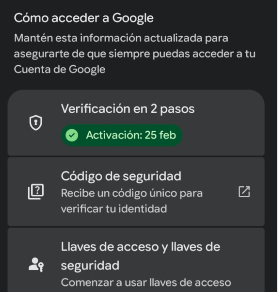 Cómo acceder a Google
Mantén esta información actualizada para
asegurarte de que siempre puedas acceder a tu
Cuenta de Google
Verificación en 2 pasos
Activación: 25 feb
Código de seguridad
Recibe un código único para
verificar tu identidad
Llaves de acceso y llaves de
seguridad
Comenzar a usar llaves de acceso